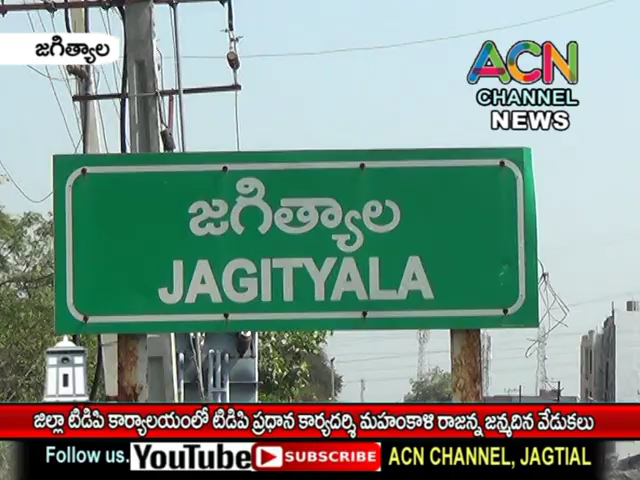 జగిత్యాల
ACN
CHANNEL
NEWS
జగిత్యాల
JAGITYALA
జిల్లా టిడిపి కార్యాలయంలో టిడిపి ప్రధాన కార్యదర్శి మహంకాళి రాజన్న జన్మదిన వేడుకలు
Follow us. YouTube SUBSCRIBE ACN CHANNEL, JAGTIAL